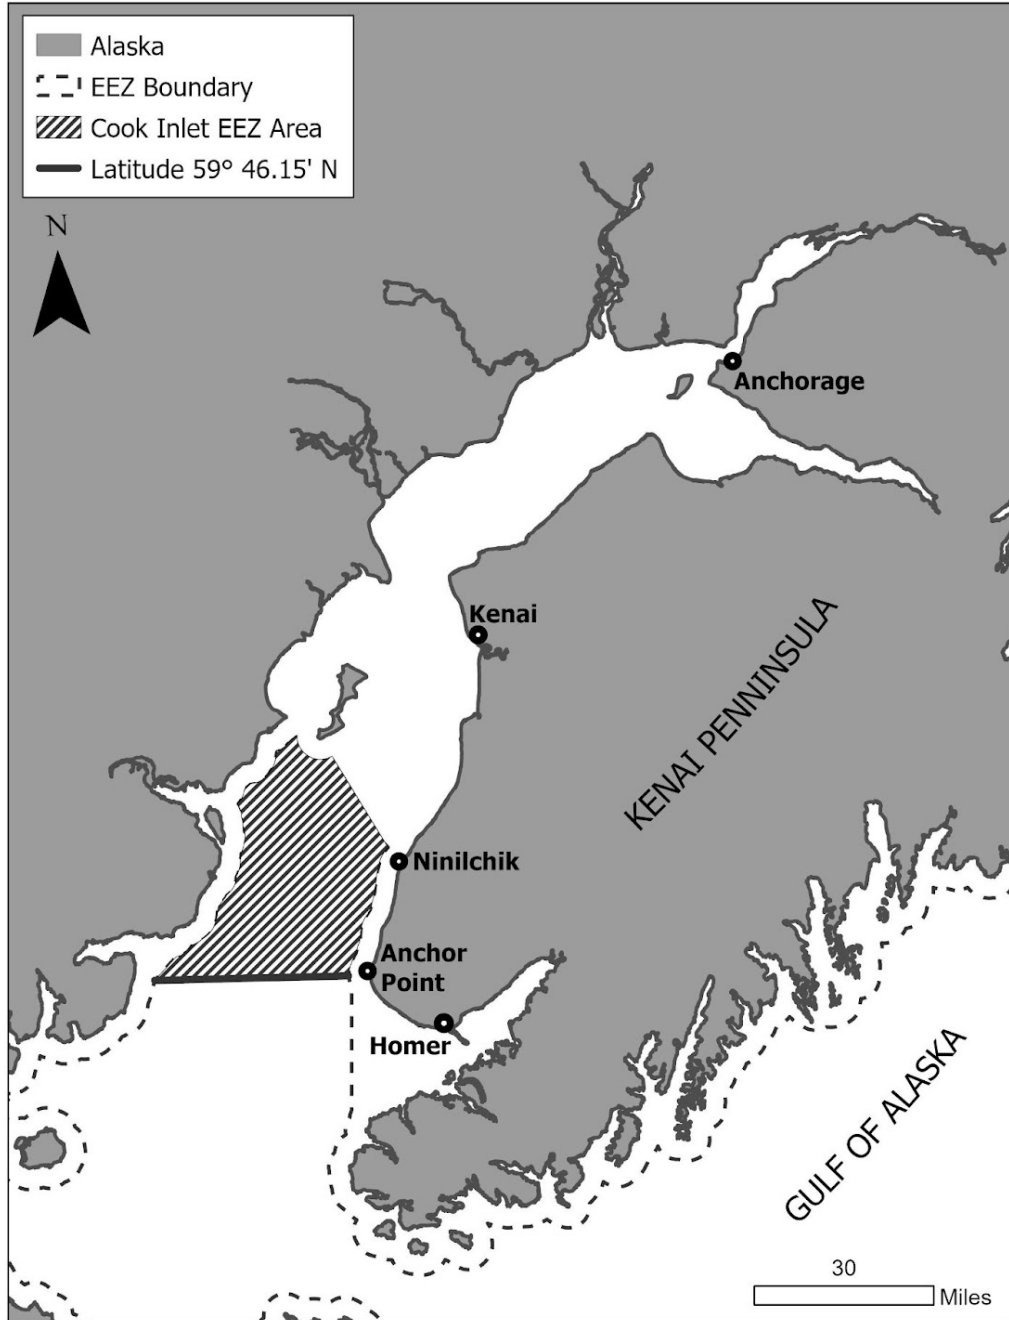 Alaska
EEZ Boundary
Cook Inlet EEZ Area
Latitude 59° 46.15' N
N
Anchorage
Kenai
KENAI PENNINSULA
Ninilchik
Anchor
Point
Homer
GULF OF ALASKA
30
Miles